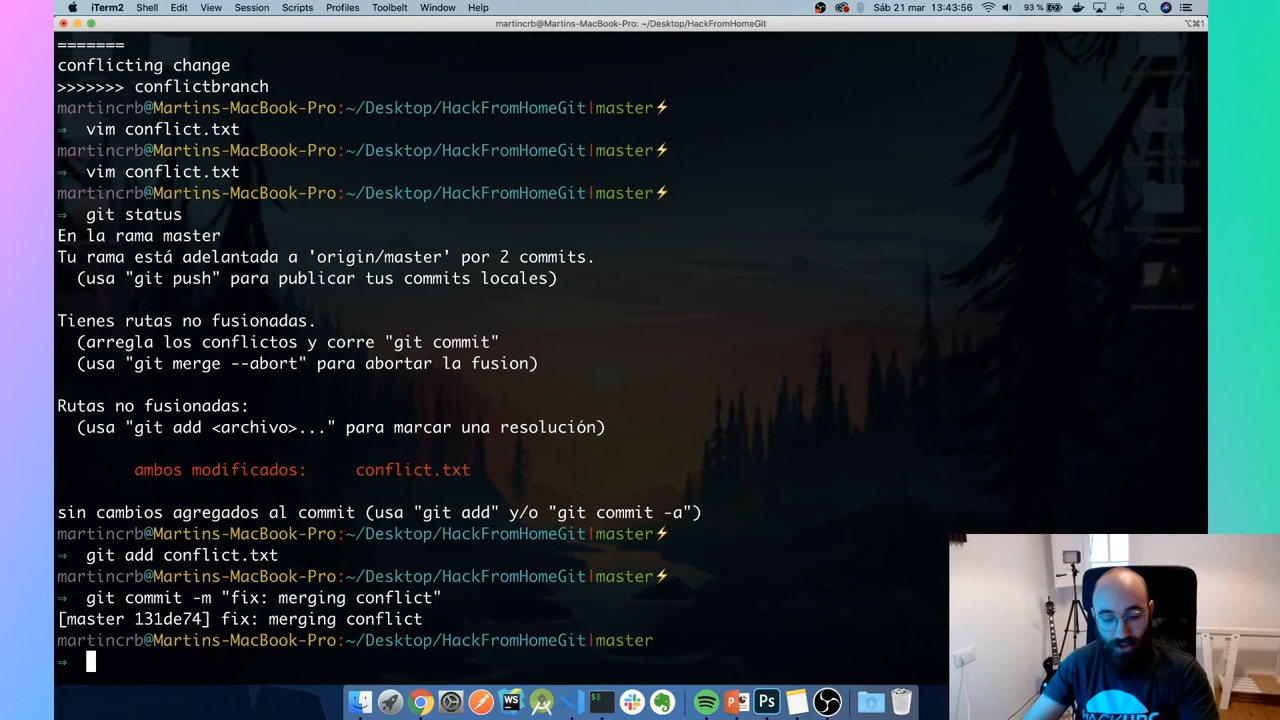 iTerm2 Shell Edit View Session Scripts Profiles Toolbelt Window Help 93 % Sáb 21 mar 13:43:56
martincrb@Martins-MacBook-Pro: ~/Desktop/HackFromHomeGit ⌥⌘1
=======
conflicting change
>>>>>>> conflictbranch
martincrb@Martins-MacBook-Pro:~/Desktop/HackFromHomeGit|master⚡
⇒ vim conflict.txt
martincrb@Martins-MacBook-Pro:~/Desktop/HackFromHomeGit|master⚡
⇒ vim conflict.txt
martincrb@Martins-MacBook-Pro:~/Desktop/HackFromHomeGit|master⚡
⇒ git status
En la rama master
Tu rama está adelantada a 'origin/master' por 2 commits.
(usa "git push" para publicar tus commits locales)
Tienes rutas no fusionadas.
(arregla los conflictos y corre "git commit"
(usa "git merge --abort" para abortar la fusion)
Rutas no fusionadas:
(usa "git add <archivo>..." para marcar una resolución)
ambos modificados: conflict.txt
sin cambios agregados al commit (usa "git add" y/o "git commit -a")
martincrb@Martins-MacBook-Pro:~/Desktop/HackFromHomeGit|master⚡
⇒ git add conflict.txt
martincrb@Martins-MacBook-Pro:~/Desktop/HackFromHomeGit|master⚡
⇒ git commit -m "fix: merging conflict"
[master 131de74] fix: merging conflict
martincrb@Martins-MacBook-Pro:~/Desktop/HackFromHomeGit|master
⇒
WS
Ps